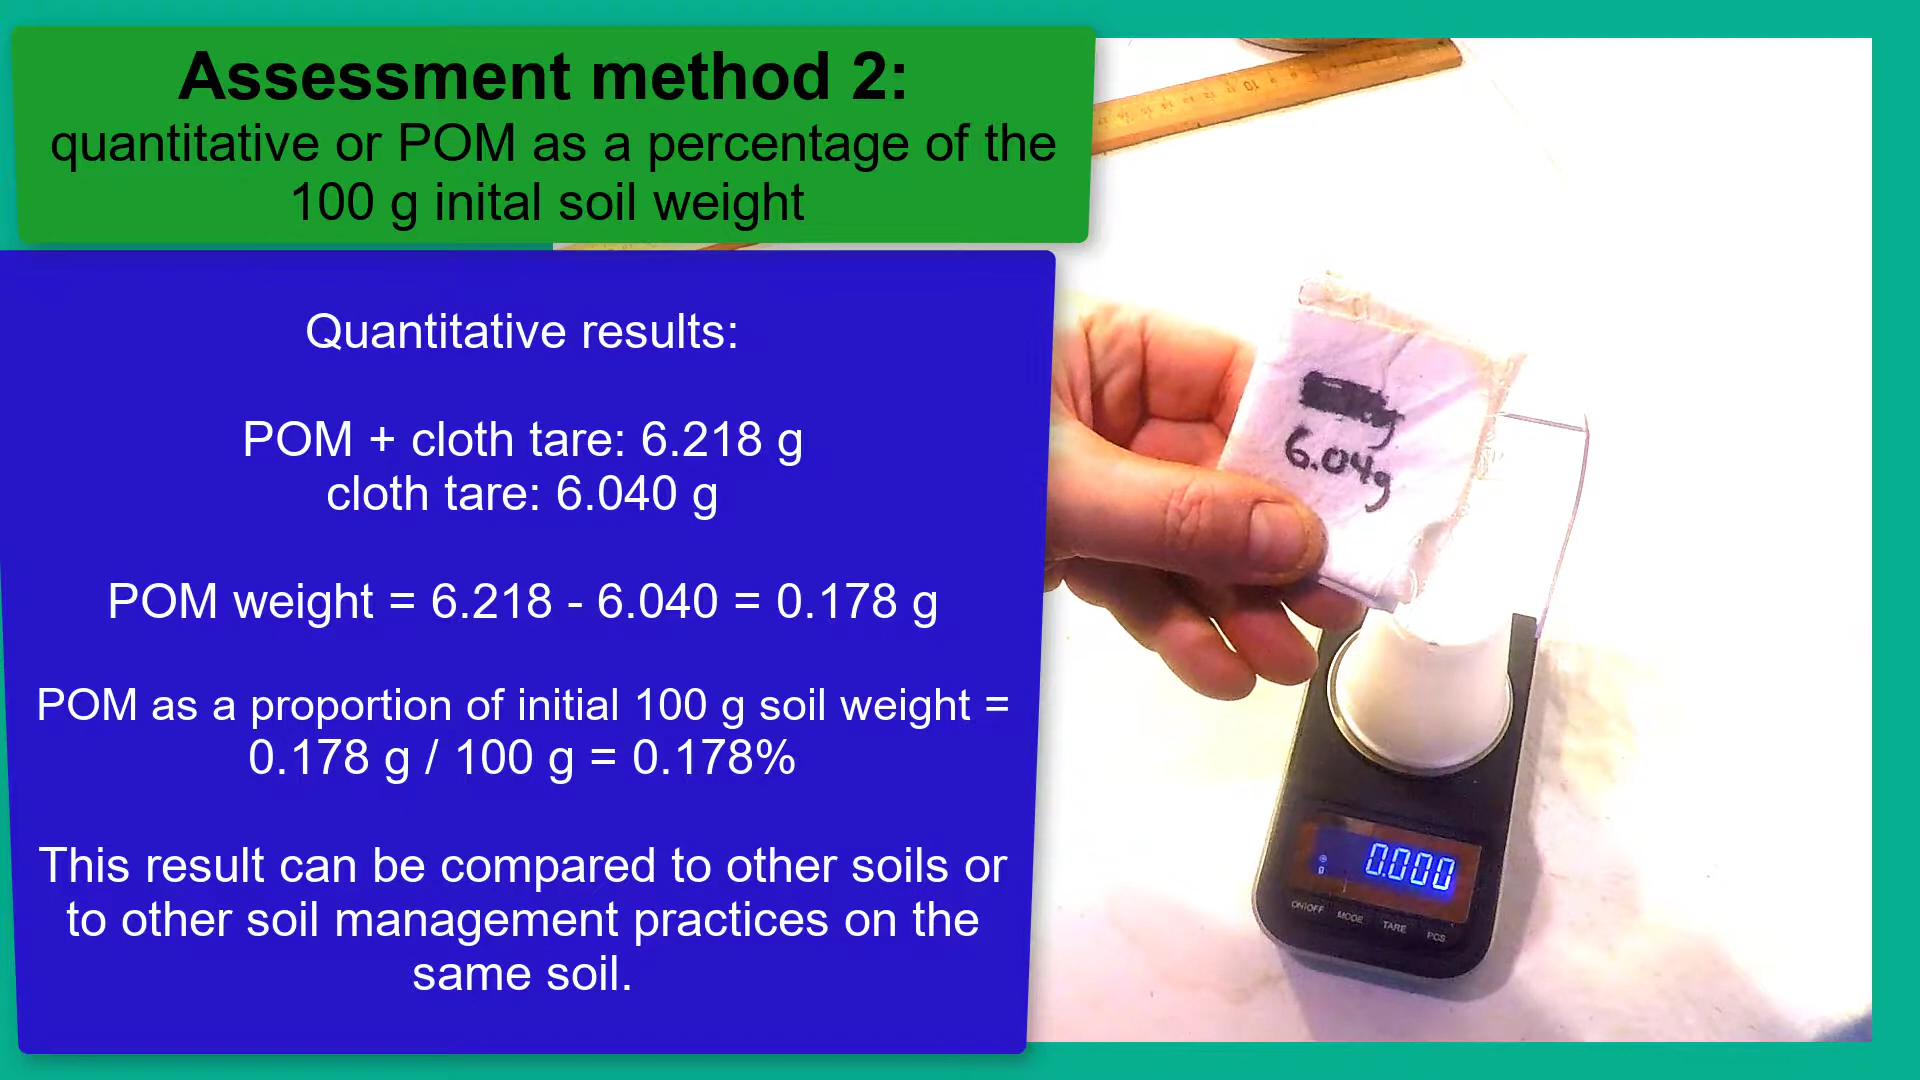 Assessment method 2:
quantitative or POM as a percentage of the
100 g inital soil weight
Quantitative results:
POM + cloth tare: 6.218 g
cloth tare: 6.040 g
POM weight = 6.218 - 6.040 = 0.178 g
POM as a proportion of initial 100 g soil weight =
0.178 g / 100 g = 0.178%
This result can be compared to other soils or
to other soil management practices on the
same soil.
6.04g
0.000
g
ON/OFF MODE TARE PCS
10